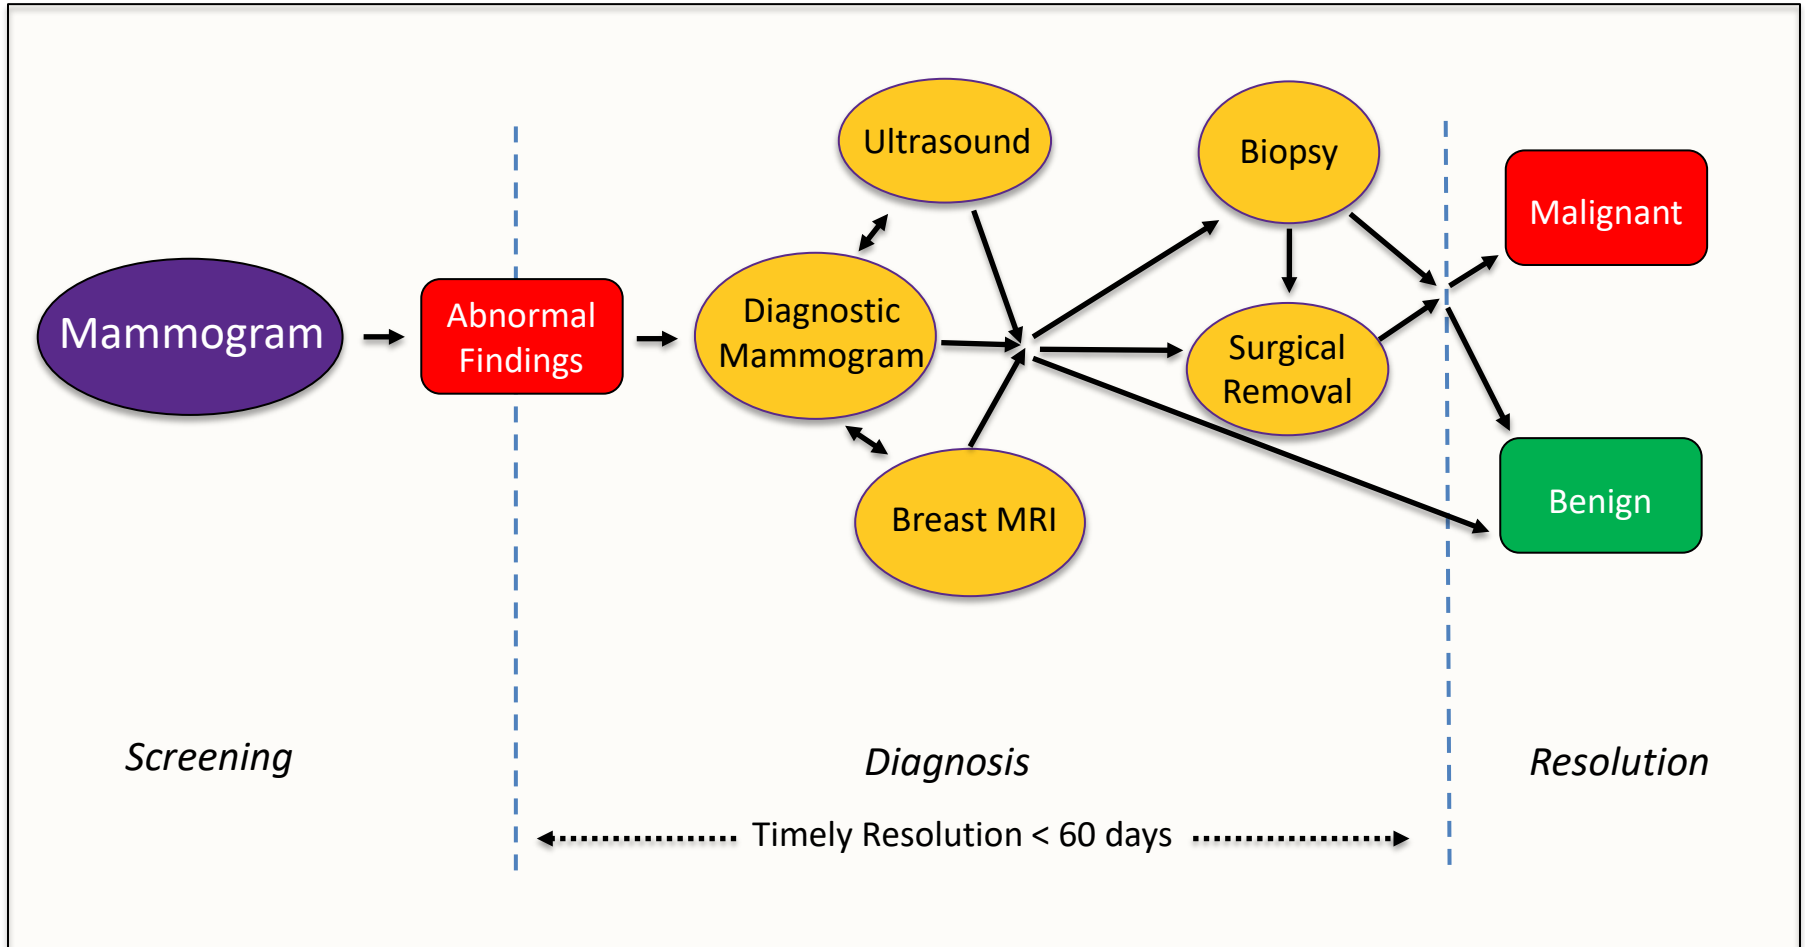 Mammogram
Abnormal
Findings
Diagnostic
Mammogram
Ultrasound
Breast MRI
Biopsy
Surgical
Removal
Malignant
Benign
Screening
Diagnosis
Resolution
Timely Resolution < 60 days